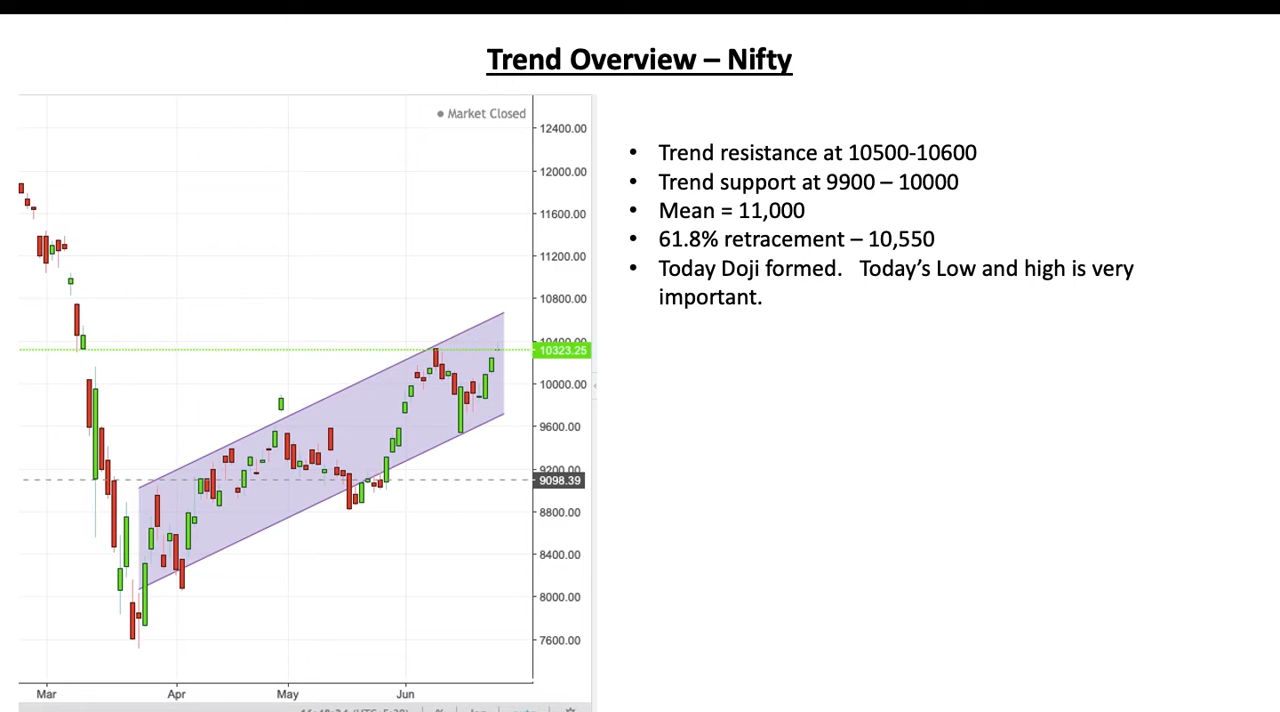 Trend Overview – Nifty
● Market Closed
12400.00
12000.00
11600.00
11200.00
10800.00
10323.25
10000.00
9600.00
9200.00
9098.39
8800.00
8400.00
8000.00
7600.00
Mar Apr May Jun
• Trend resistance at 10500-10600
• Trend support at 9900 – 10000
• Mean = 11,000
• 61.8% retracement – 10,550
• Today Doji formed. Today’s Low and high is very
important.